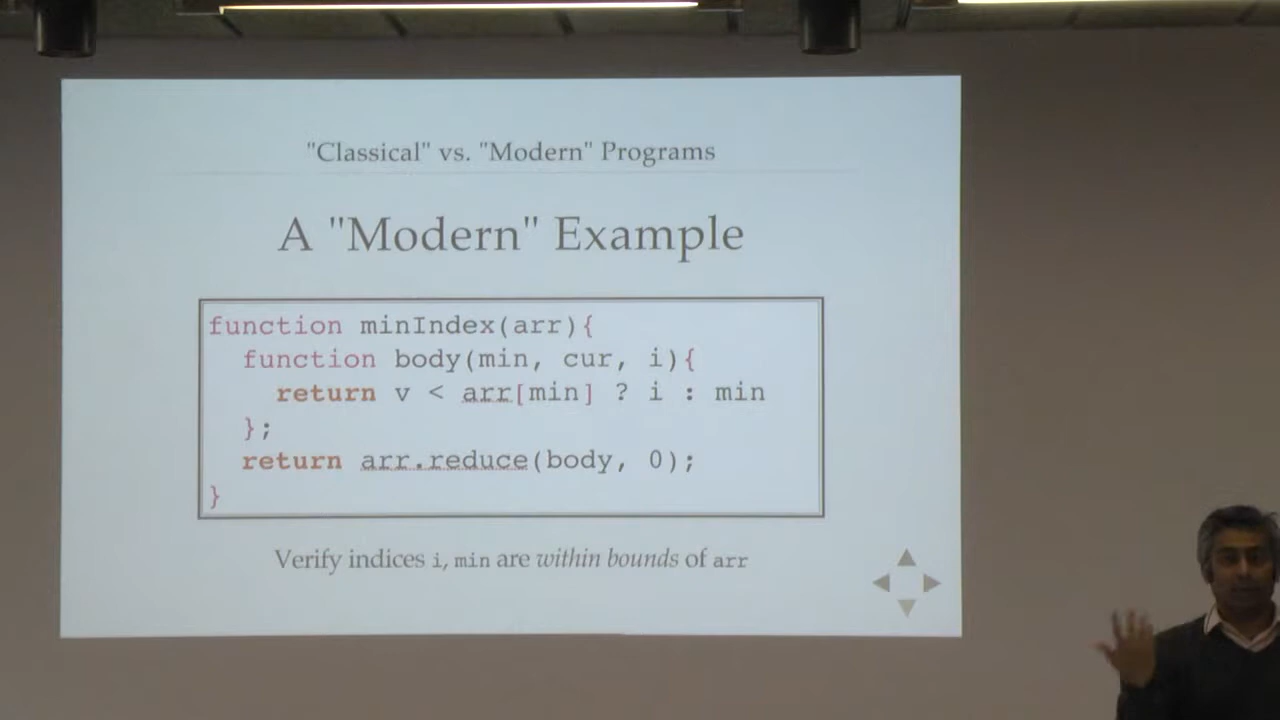 "Classical" vs. "Modern" Programs
A "Modern" Example
function minIndex(arr){
  function body(min, cur, i){
    return v < arr[min] ? i : min
  };
  return arr.reduce(body, 0);
}
Verify indices i, min are within bounds of arr